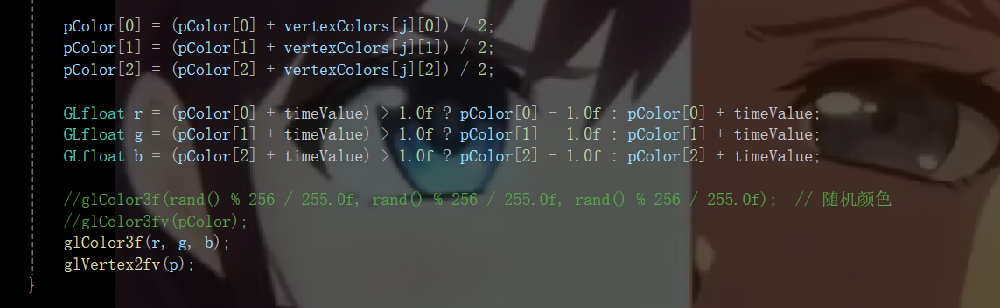 pColor[0] = (pColor[0] + vertexColors[j][0]) / 2;
pColor[1] = (pColor[1] + vertexColors[j][1]) / 2;
pColor[2] = (pColor[2] + vertexColors[j][2]) / 2;
GLfloat r = (pColor[0] + timeValue) > 1.0f ? pColor[0] - 1.0f : pColor[0] + timeValue;
GLfloat g = (pColor[1] + timeValue) > 1.0f ? pColor[1] - 1.0f : pColor[1] + timeValue;
GLfloat b = (pColor[2] + timeValue) > 1.0f ? pColor[2] - 1.0f : pColor[2] + timeValue;
//glColor3f(rand() % 256 / 255.0f, rand() % 256 / 255.0f, rand() % 256 / 255.0f);  // 随机颜色
//glColor3fv(pColor);
glColor3f(r, g, b);
glVertex2fv(p);
}